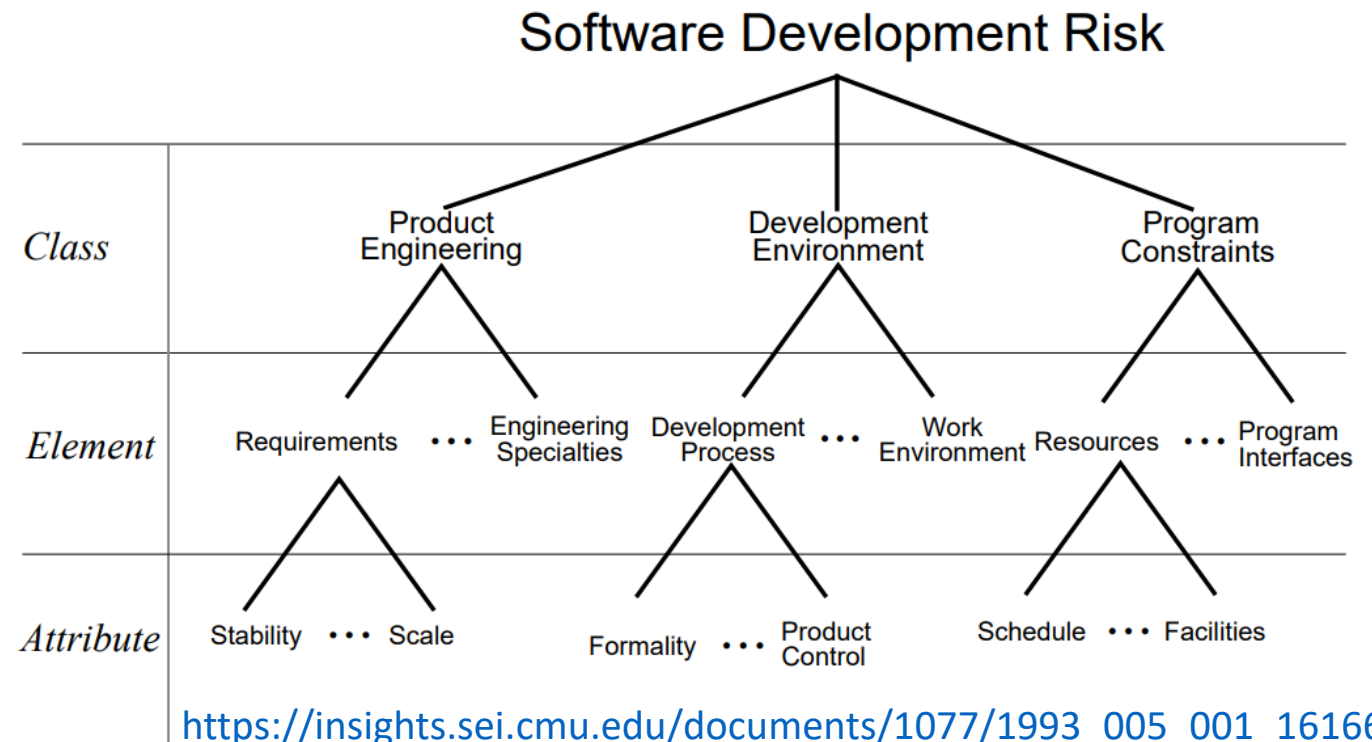 Software Development Risk
Class
Product
Engineering
Development
Environment
Program
Constraints
Element
Requirements
• • •
Engineering
Specialties
Development
Process
• • •
Work
Environment
Resources
• • •
Program
Interfaces
Attribute
Stability
• • •
Scale
Formality
• • •
Product
Control
Schedule
• • •
Facilities
https://insights.sei.cmu.edu/documents/1077/1993_005_001_16166